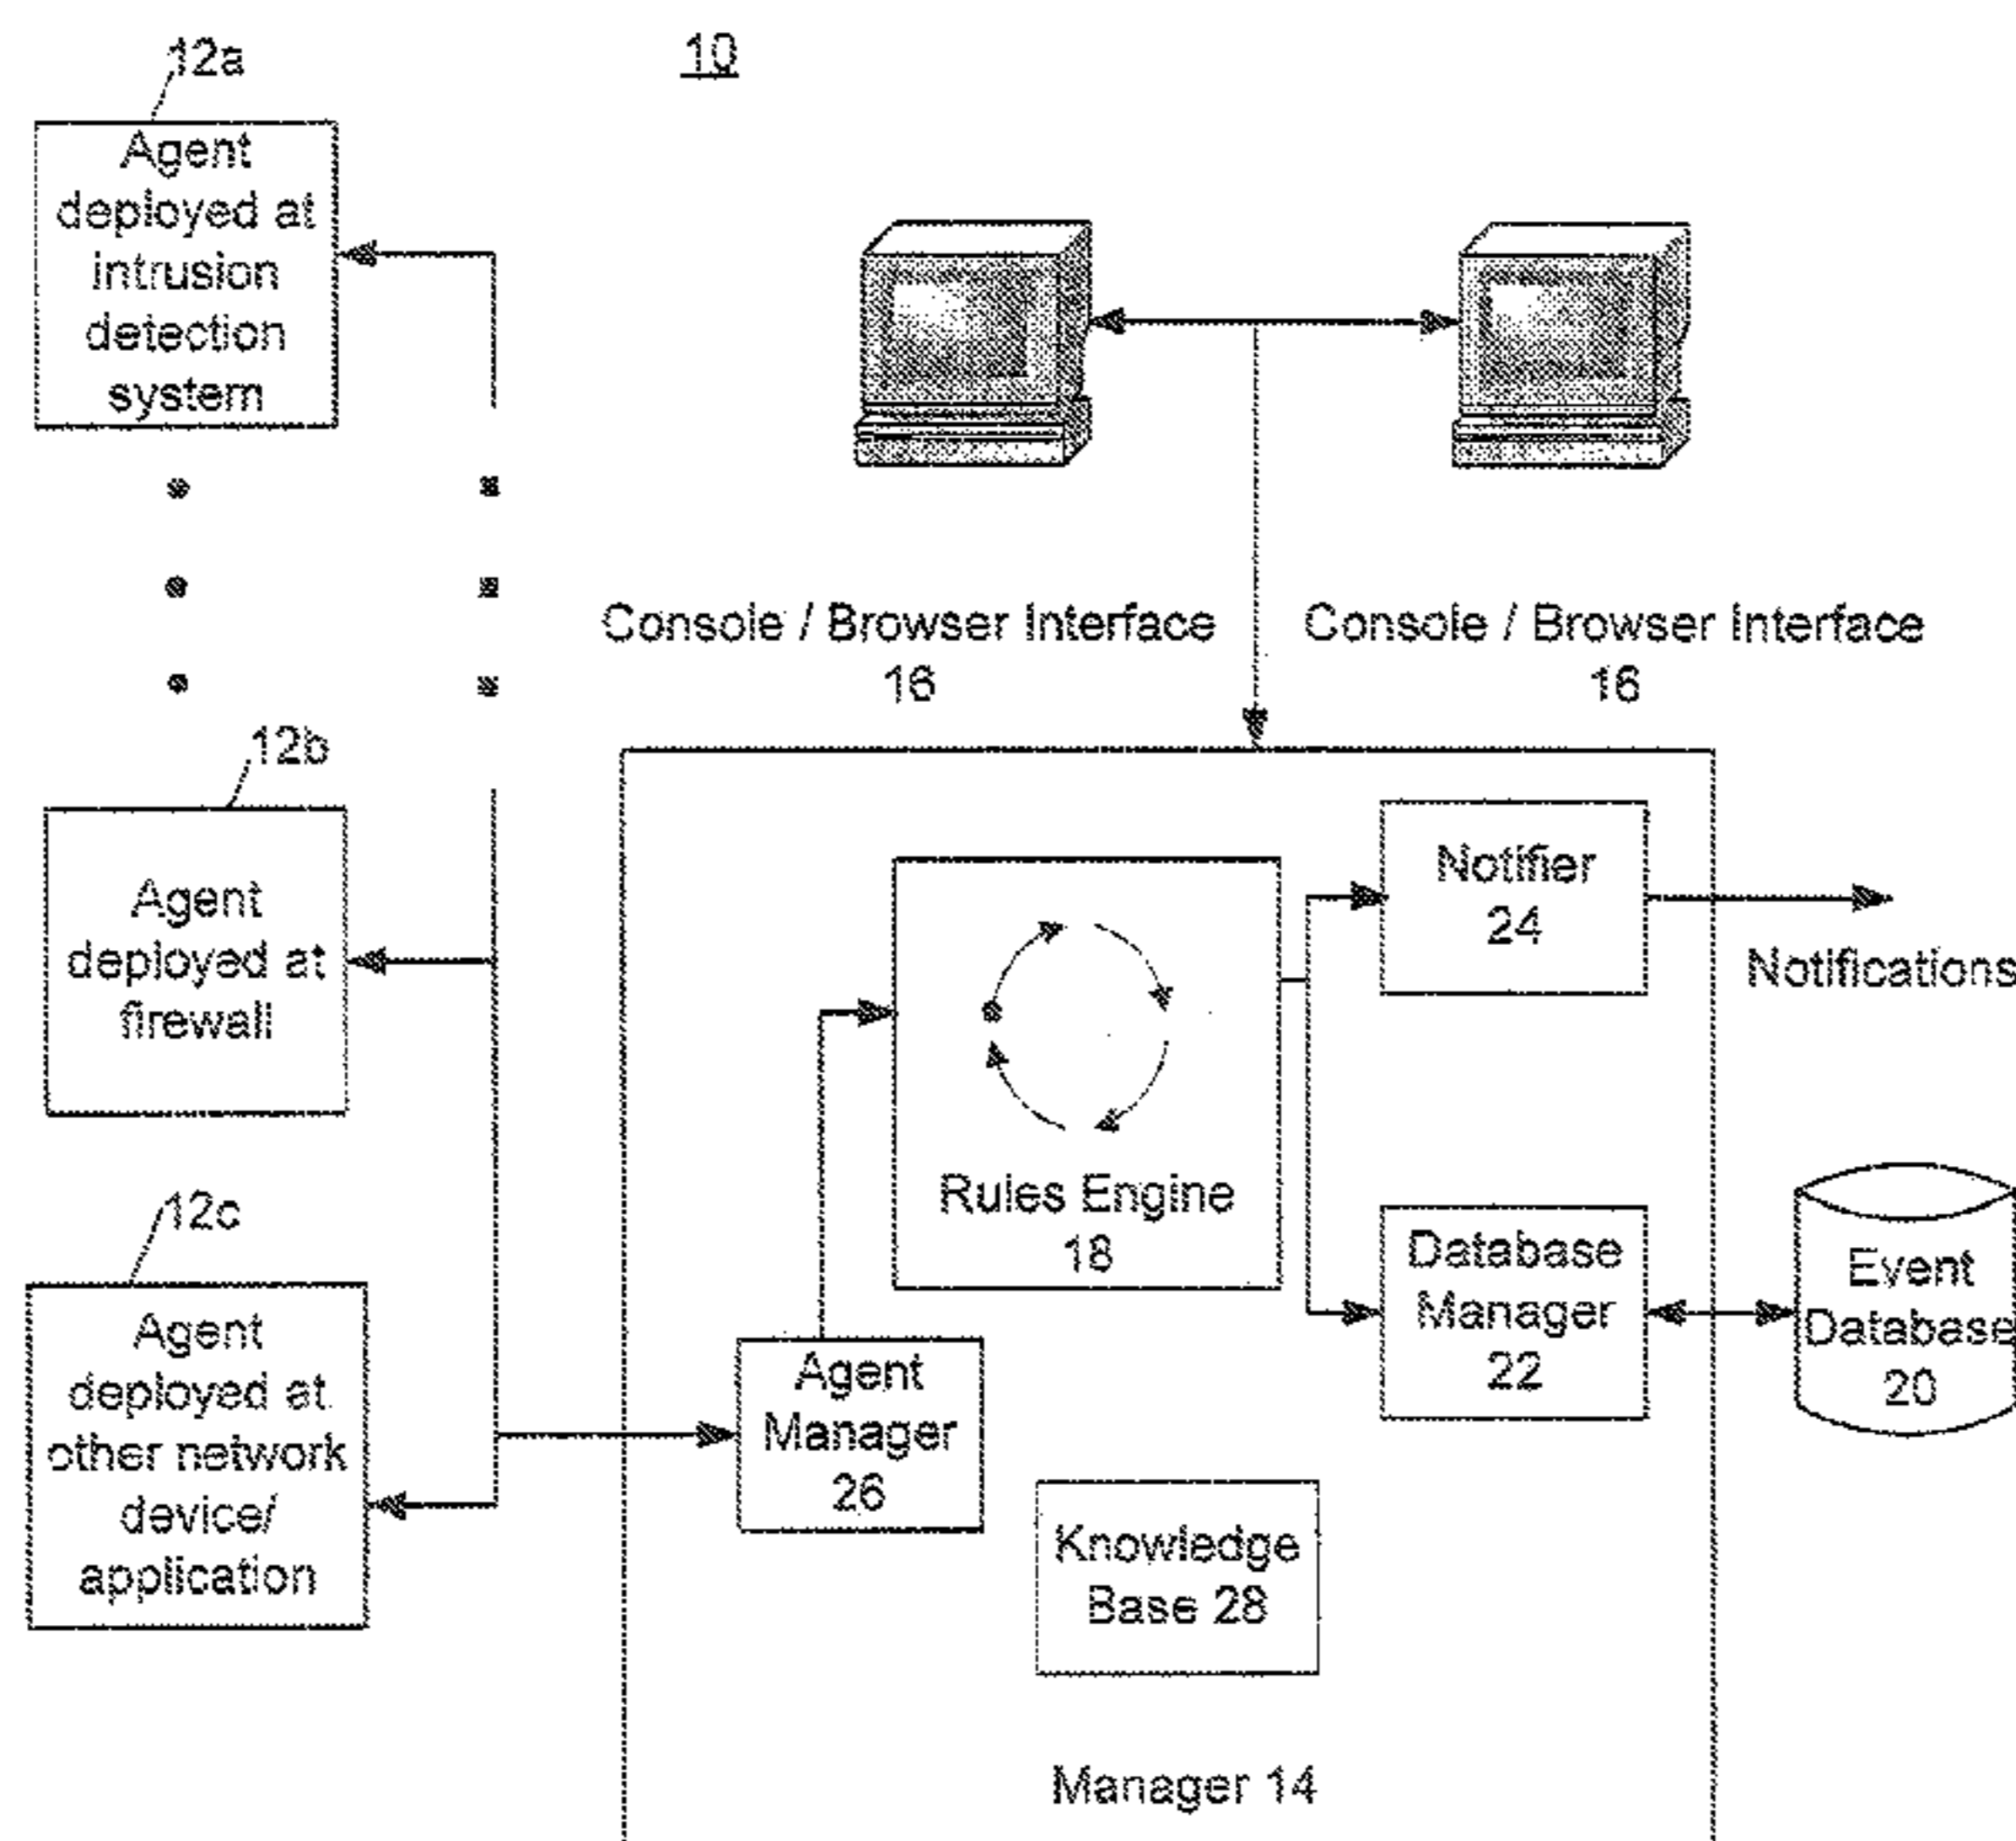 12a
10
Agent
deployed at
intrusion
detection
system
Console / Browser Interface
16
Console / Browser Interface
16
12b
Agent
deployed at
firewall
Notifier
24
Notifications
Rules Engine
18
12c
Agent
deployed at
other network
device/
application
Agent
Manager
26
Database
Manager
22
Event
Database
20
Knowledge
Base 28
Manager 14